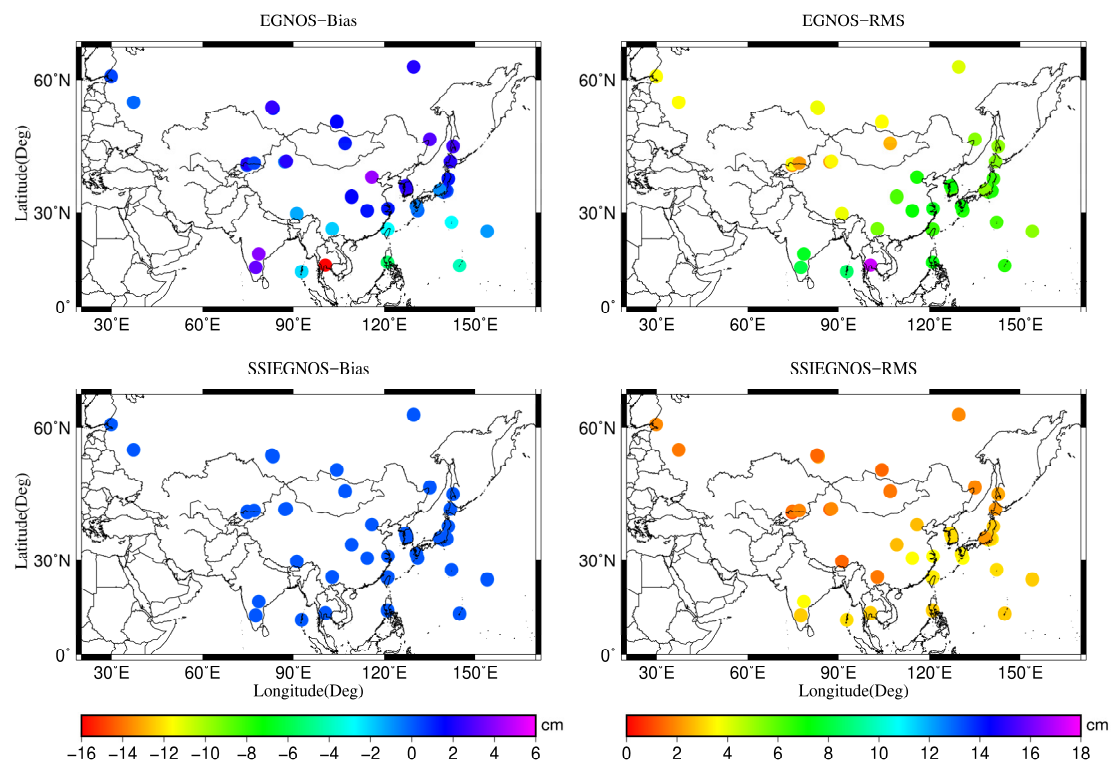 EGNOS−Bias
EGNOS−RMS
60˚N
30˚N
0˚
Latitude(Deg)
30˚E 60˚E 90˚E 120˚E 150˚E
60˚N
30˚N
0˚
30˚E 60˚E 90˚E 120˚E 150˚E
SSIEGNOS−Bias
SSIEGNOS−RMS
60˚N
30˚N
0˚
Latitude(Deg)
30˚E 60˚E 90˚E 120˚E 150˚E
Longitude(Deg)
60˚N
30˚N
0˚
30˚E 60˚E 90˚E 120˚E 150˚E
Longitude(Deg)
cm
−16 −14 −12 −10 −8 −6 −4 −2 0 2 4 6
cm
0 2 4 6 8 10 12 14 16 18